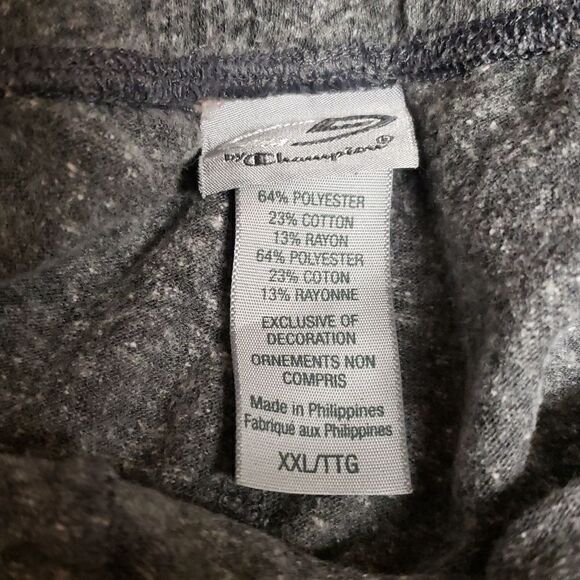 by Champion®
64% POLYESTER
23% COTTON
13% RAYON
64% POLYESTER
23% COTON
13% RAYONNE
EXCLUSIVE OF
DECORATION
ORNEMENTS NON
COMPRIS
Made in Philippines
Fabriqué aux Philippines
XXL/TTG